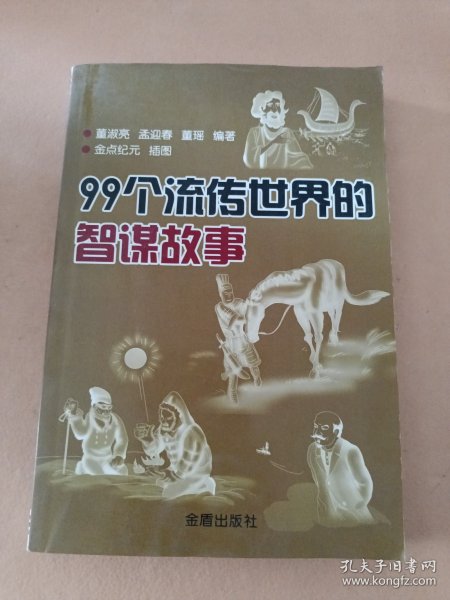 董淑亮 孟迎春 董瑶 编著
金点纪元 插图
99个流传世界的
智谋故事
金盾出版社
孔夫子旧书网
www.kongfz.com